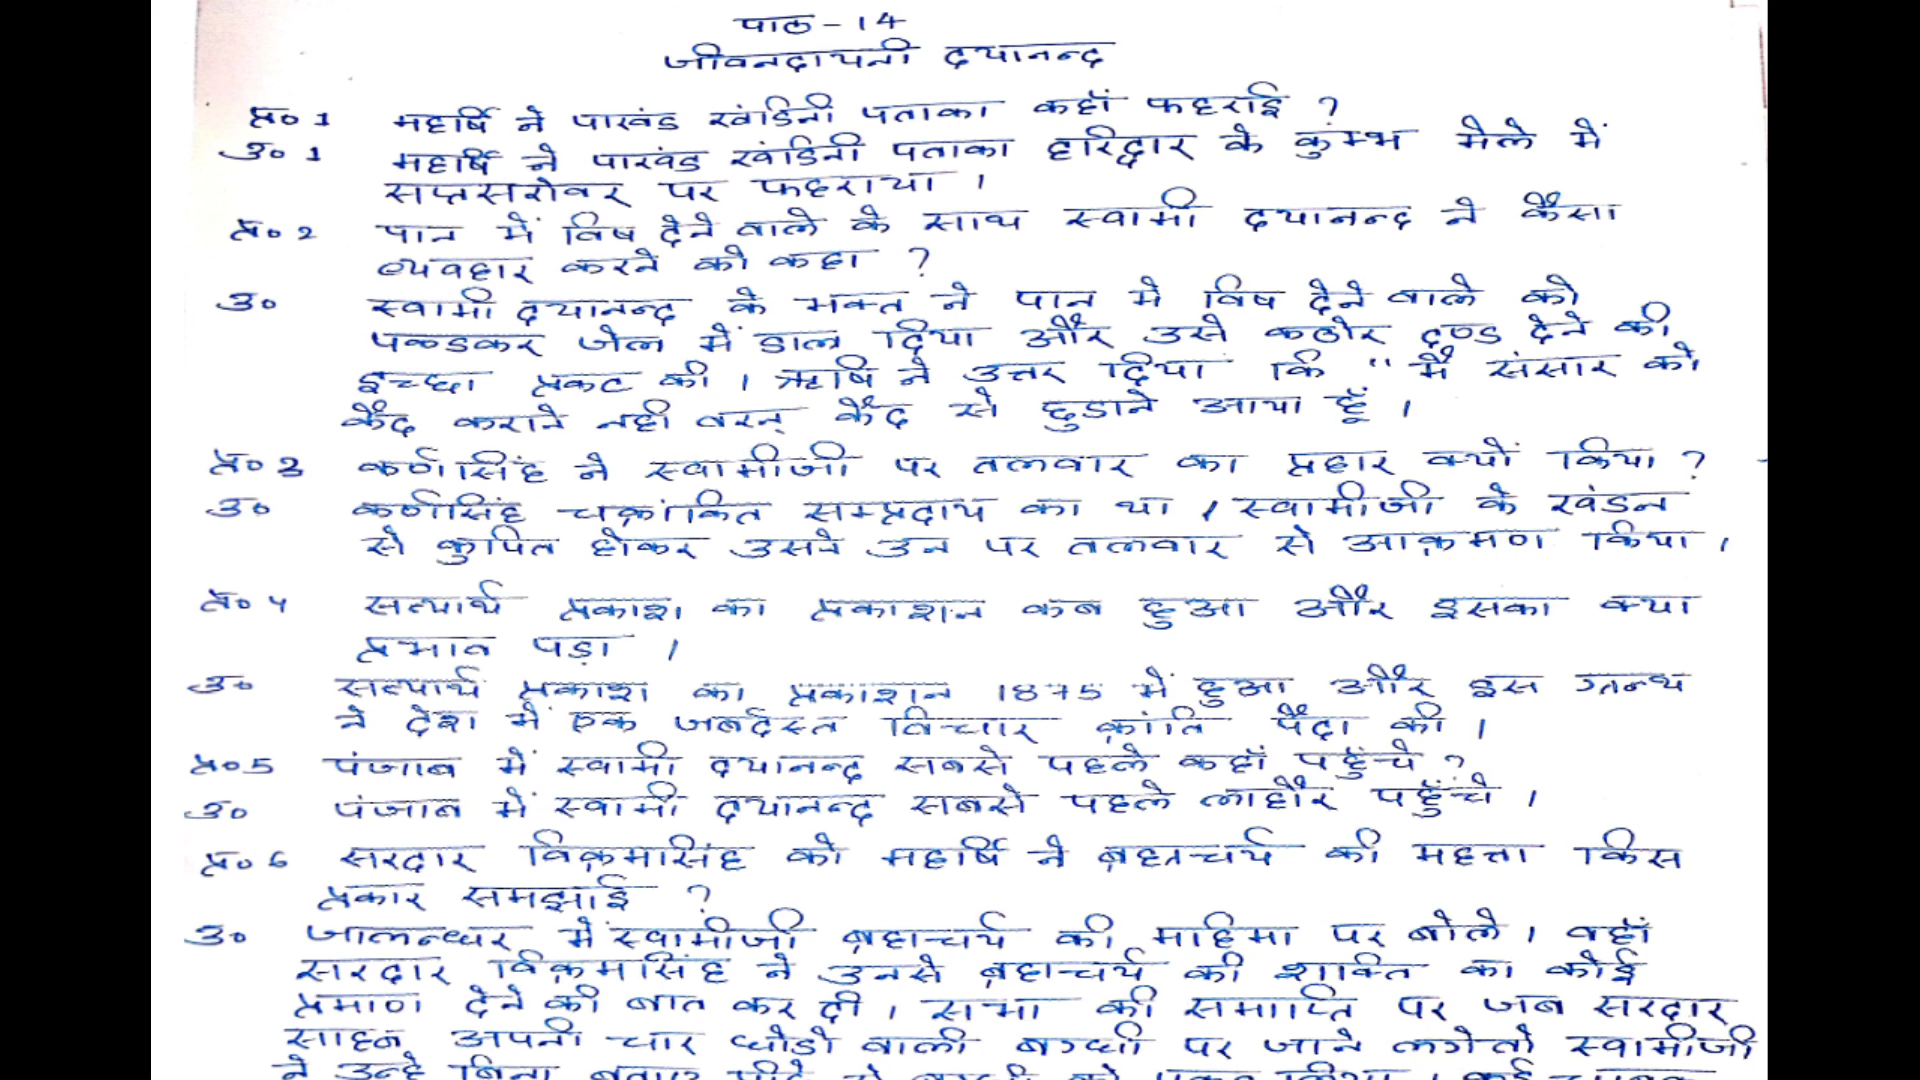 पाठ - 14
जीवनदायनी दयानन्द
प्र० 1 महर्षि ने पाखंड खंडिनी पताका कहाँ फहराई ?
उ० 1 महर्षि ने पाखंड खंडिनी पताका हरिद्वार के कुम्भ मेले में
सप्तसरोवर पर फहराया ।
प्र० 2 पान में विष देने वाले के साथ स्वामी दयानन्द ने कैसा
व्यवहार करने को कहा ?
उ० स्वामी दयानन्द के भक्त ने पान मे विष देने वाले को
पकडकर जेल में डाल दिया और उसे कठोर दण्ड देने की
इच्छा प्रकट की । ऋषि ने उत्तर दिया कि " मैं संसार को
कैद कराने नही वरन् कैद से छुडाने आया हूँ ।
प्र० 3 कर्णसिंह ने स्वामीजी पर तलवार का प्रहार क्यों किया ?
उ० कर्णसिंह चक्रांकित सम्प्रदाय का था । स्वामीजी के खंडन
से कुपित होकर उसने उन पर तलवार से आक्रमण किया ।
प्र० 4 सत्यार्थ प्रकाश का प्रकाशन कब हुआ और इसका क्या
प्रभाव पड़ा ।
उ० सत्यार्थ प्रकाश का प्रकाशन 1875 में हुआ और इस ग्रन्थ
ने देश में एक जबर्दस्त विचार क्रांति पैदा की ।
प्र० 5 पंजाब में स्वामी दयानन्द सबसे पहले कहाँ पहुँचे ?
उ० पंजाब में स्वामी दयानन्द सबसे पहले लाहौर पहुँचे ।
प्र० 6 सरदार विक्रमसिंह को महर्षि ने ब्रह्मचर्य की महत्ता किस
प्रकार समझाई ?
उ० जालन्धर में स्वामीजी ब्रह्मचर्य की महिमा पर बोले । वहाँ
सरदार विक्रमसिंह ने उनसे ब्रह्मचर्य की शक्ति का कोई
प्रमाण देने की बात कर दी । सभा की समाप्ति पर जब सरदार
साहब अपनी चार घोडो वाली बग्घी पर जाने लगे तो स्वामीजी
ने उन्हे बिना बताए पीछे से